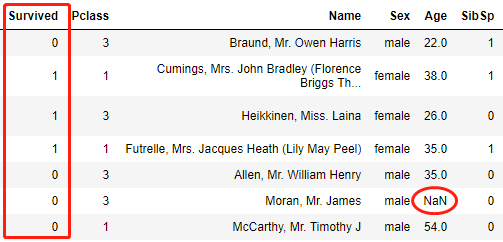 Survived Pclass Name Sex Age SibSp
0 3 Braund, Mr. Owen Harris male 22.0 1
1 1 Cumings, Mrs. John Bradley (Florence
Briggs Th... female 38.0 1
1 3 Heikkinen, Miss. Laina female 26.0 0
1 1 Futrelle, Mrs. Jacques Heath (Lily May Peel) female 35.0 1
0 3 Allen, Mr. William Henry male 35.0 0
0 3 Moran, Mr. James male NaN 0
0 1 McCarthy, Mr. Timothy J male 54.0 0